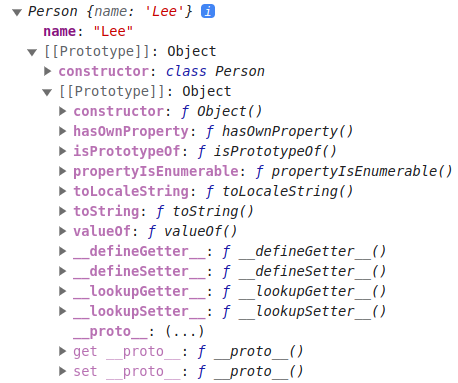 Person {name: 'Lee'} i
name: "Lee"
[[Prototype]]: Object
constructor: class Person
[[Prototype]]: Object
constructor: ƒ Object()
hasOwnProperty: ƒ hasOwnProperty()
isPrototypeOf: ƒ isPrototypeOf()
propertyIsEnumerable: ƒ propertyIsEnumerable()
toLocaleString: ƒ toLocaleString()
toString: ƒ toString()
valueOf: ƒ valueOf()
__defineGetter__: ƒ __defineGetter__()
__defineSetter__: ƒ __defineSetter__()
__lookupGetter__: ƒ __lookupGetter__()
__lookupSetter__: ƒ __lookupSetter__()
__proto__: (...)
get __proto__: ƒ __proto__()
set __proto__: ƒ __proto__()